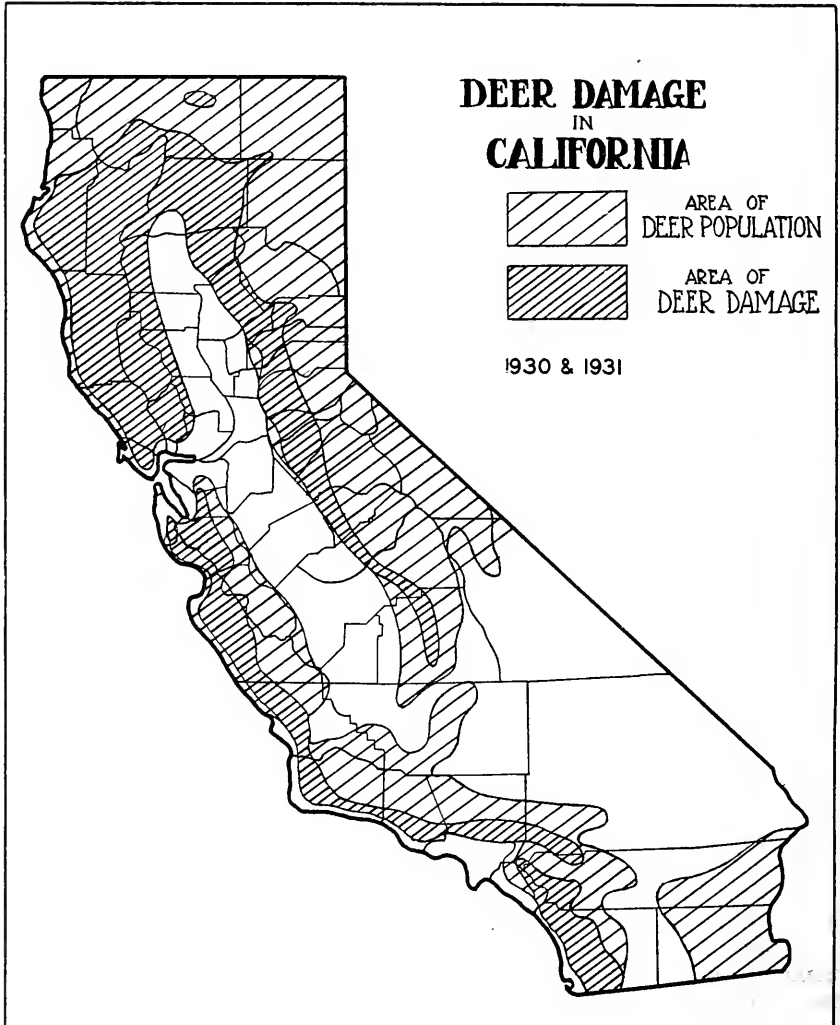 DEER DAMAGE
IN
CALIFORNIA
AREA OF
DEER POPULATION
AREA OF
DEER DAMAGE
1930 & 1931